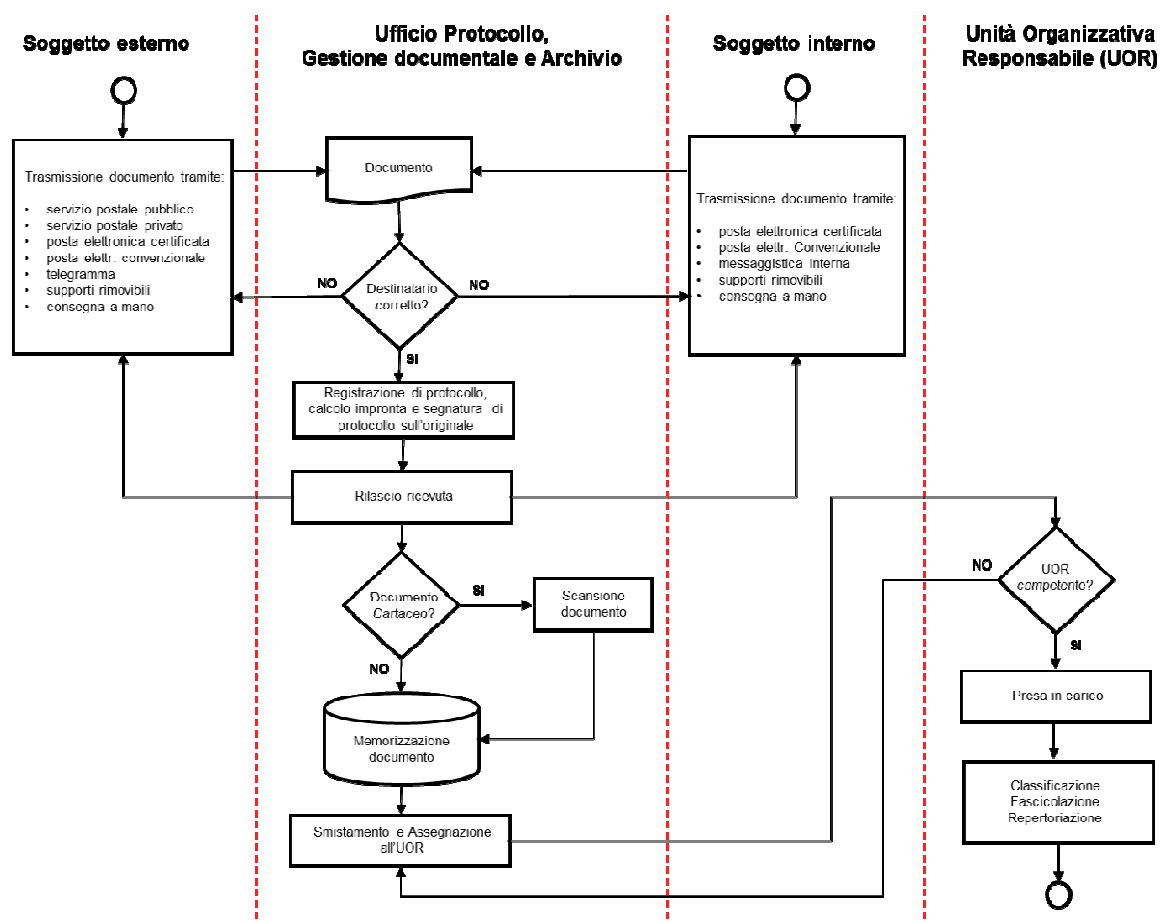 Soggetto esterno
Ufficio Protocollo,
Gestione documentale e Archivio
Soggetto interno
Unità Organizzativa
Responsabile (UOR)
Trasmissione documento tramite:
• servizio postale pubblico
• servizio postale privato
• posta elettronica certificata
• posta elettr. convenzionale
• telegramma
• supporti rimovibili
• consegna a mano
Documento
Trasmissione documento tramite:
• posta elettronica certificata
• posta elettr. Convenzionale
• messaggistica interna
• supporti rimovibili
• consegna a mano
NO
Destinatario
corretto?
NO
SI
Registrazione di protocollo,
calcolo impronta e segnatura di
protocollo sull'originale
Rilascio ricevuta
Documento
Cartaceo?
SI
Scansione
documento
NO
Memorizzazione
documento
Smistamento e Assegnazione
all'UOR
NO
UOR
competente?
SI
Presa in carico
Classificazione
Fascicolazione
Repertoriazione